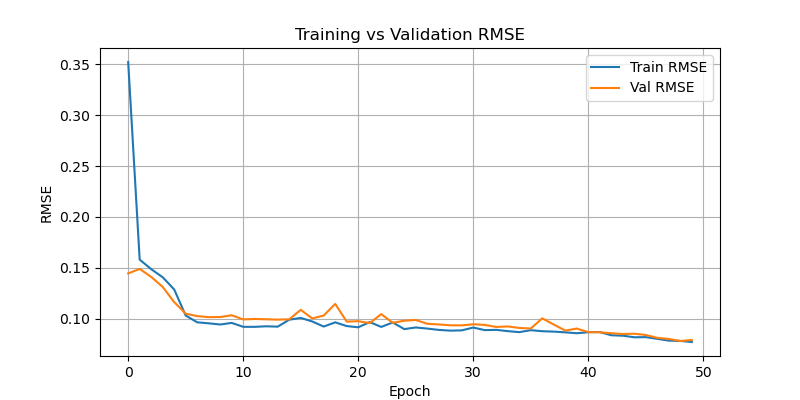 Training vs Validation RMSE
Train RMSE
Val RMSE
RMSE
0.35
0.30
0.25
0.20
0.15
0.10
0 10 20 30 40 50
Epoch